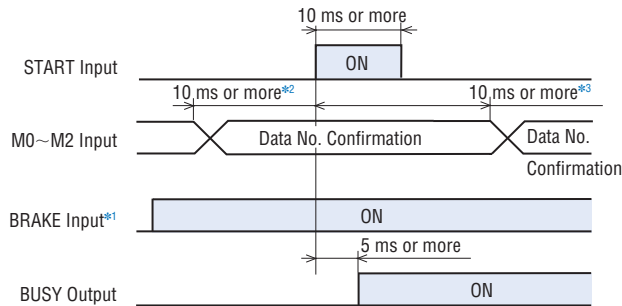 10 ms or more
START Input
ON
10 ms or more*2
10 ms or more*3
M0~M2 Input
Data No. Confirmation
Data No.
Confirmation
BRAKE Input*1
ON
5 ms or more
BUSY Output
ON